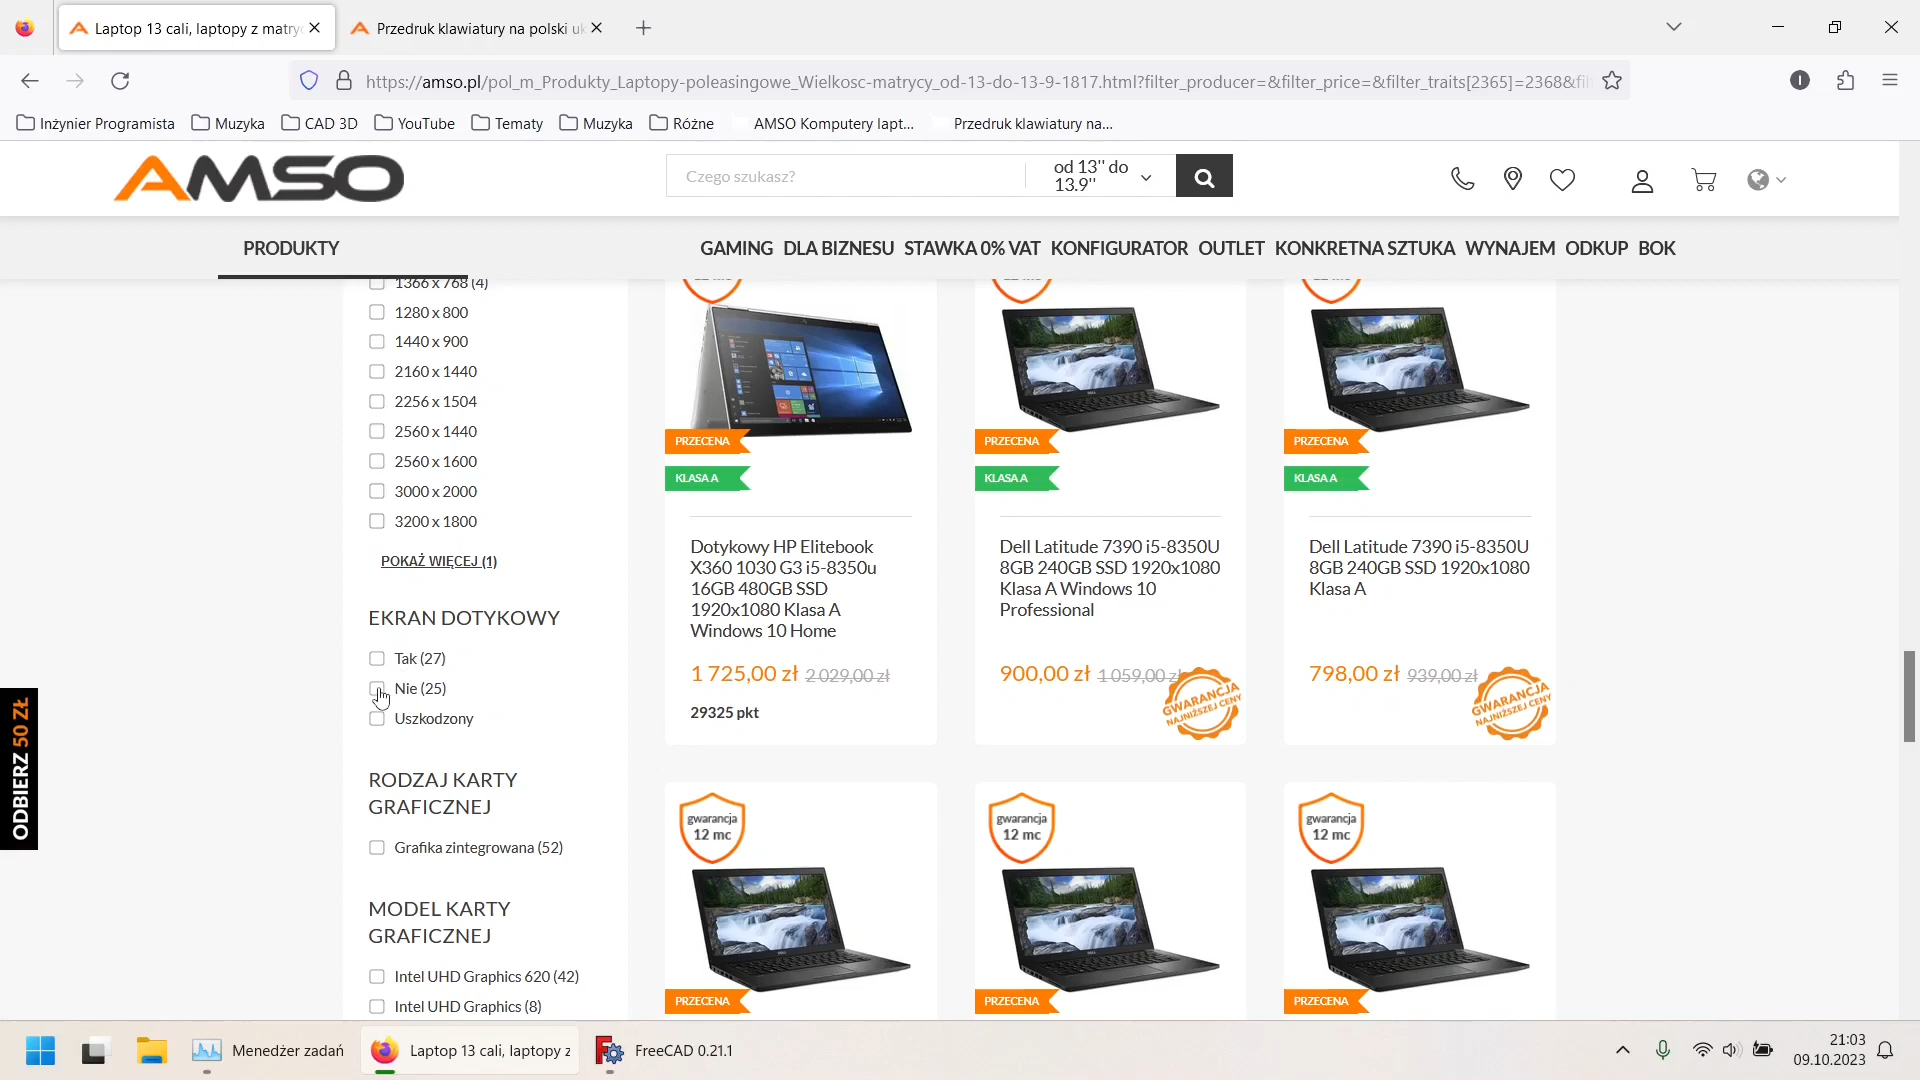 Laptop 13 cali, laptopy z matryc
Przedruk klawiatury na polski uk
https://amso.pl/pol_m_Produkty_Laptopy-poleasingowe_Wielkosc-matrycy_od-13-do-13-9-1817.html?filter_producer=&filter_price=&filter_traits[2365]=2368&fil
Inżynier Programista
Muzyka
CAD 3D
YouTube
Tematy
Muzyka
Różne
AMSO Komputery lapt...
Przedruk klawiatury na...
AMSO
Czego szukasz?
od 13'' do
13.9''
PRODUKTY
GAMING DLA BIZNESU STAWKA 0% VAT KONFIGURATOR OUTLET KONKRETNA SZTUKA WYNAJEM ODKUP BOK
1366 x 768 (4)
1280 x 800
1440 x 900
2160 x 1440
2256 x 1504
2560 x 1440
2560 x 1600
3000 x 2000
3200 x 1800
POKAŻ WIĘCEJ (1)
EKRAN DOTYKOWY
Tak (27)
Nie (25)
Uszkodzony
RODZAJ KARTY
GRAFICZNEJ
Grafika zintegrowana (52)
MODEL KARTY
GRAFICZNEJ
Intel UHD Graphics 620 (42)
Intel UHD Graphics (8)
ODBIERZ 50 ZŁ
PRZECENA
KLASA A
Dotykowy HP Elitebook
X360 1030 G3 i5-8350u
16GB 480GB SSD
1920x1080 Klasa A
Windows 10 Home
1 725,00 zł 2 029,00 zł
29325 pkt
PRZECENA
KLASA A
Dell Latitude 7390 i5-8350U
8GB 240GB SSD 1920x1080
Klasa A Windows 10
Professional
900,00 zł 1 059,00 zł
GWARANCJA
NAJNIŻSZEJ CENY
PRZECENA
KLASA A
Dell Latitude 7390 i5-8350U
8GB 240GB SSD 1920x1080
Klasa A
798,00 zł 939,00 zł
GWARANCJA
NAJNIŻSZEJ CENY
gwarancja
12 mc
PRZECENA
gwarancja
12 mc
PRZECENA
gwarancja
12 mc
PRZECENA
Menedżer zadań
Laptop 13 cali, laptopy z
FreeCAD 0.21.1
21:03
09.10.2023